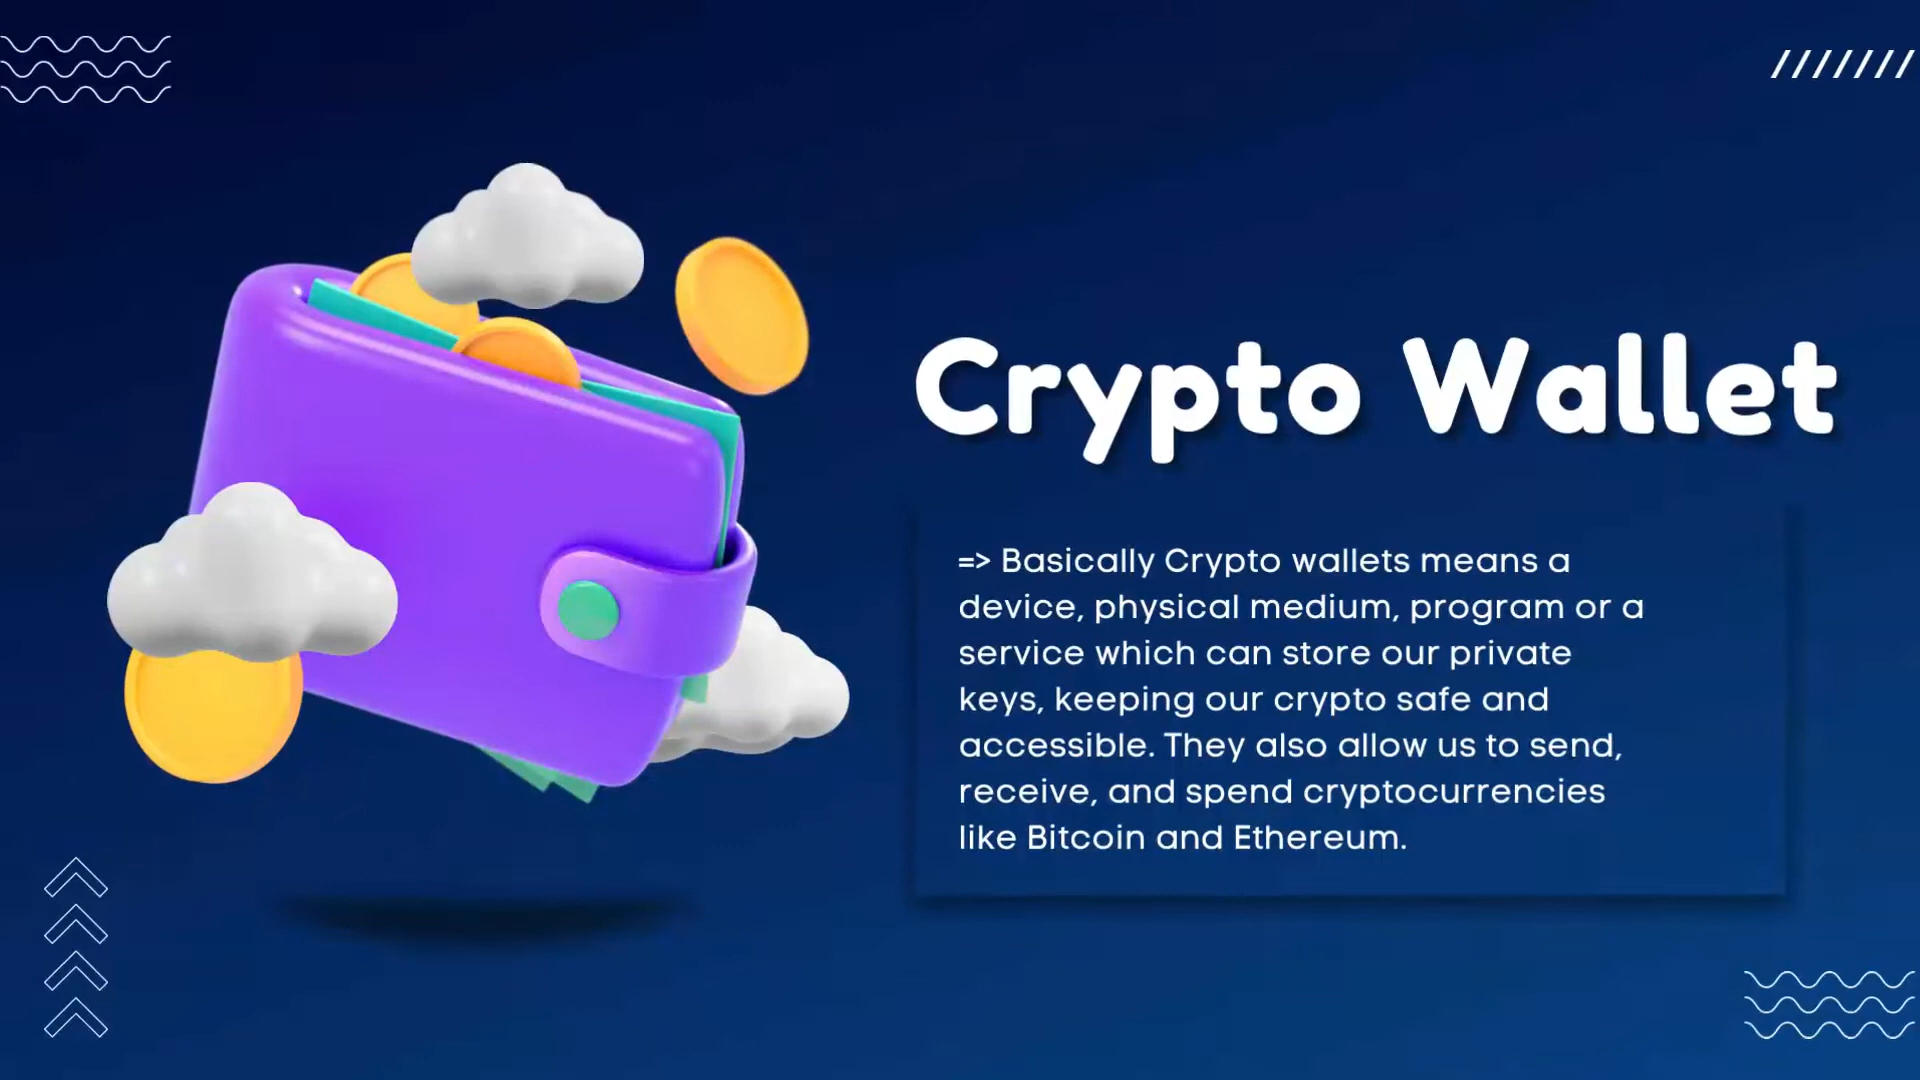 Crypto Wallet
=> Basically Crypto wallets means a
device, physical medium, program or a
service which can store our private
keys, keeping our crypto safe and
accessible. They also allow us to send,
receive, and spend cryptocurrencies
like Bitcoin and Ethereum.